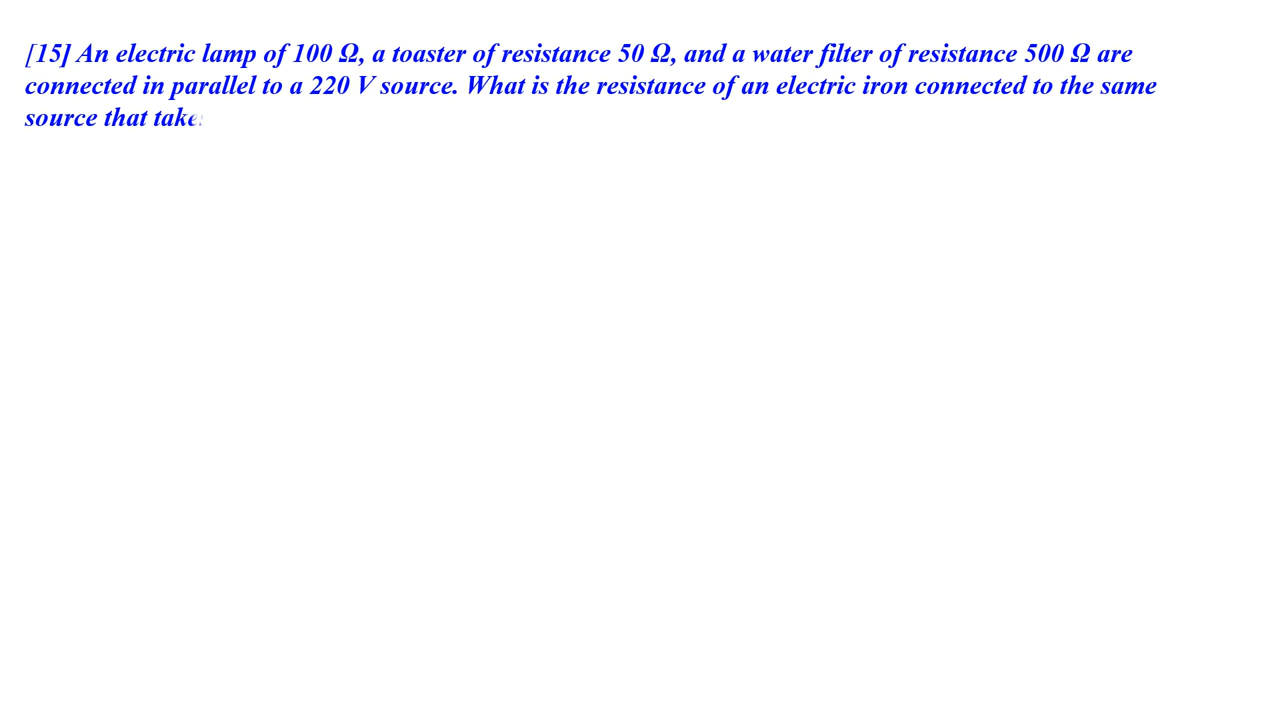 [15] An electric lamp of 100 Ω, a toaster of resistance 50 Ω, and a water filter of resistance 500 Ω are
connected in parallel to a 220 V source. What is the resistance of an electric iron connected to the same
source that take